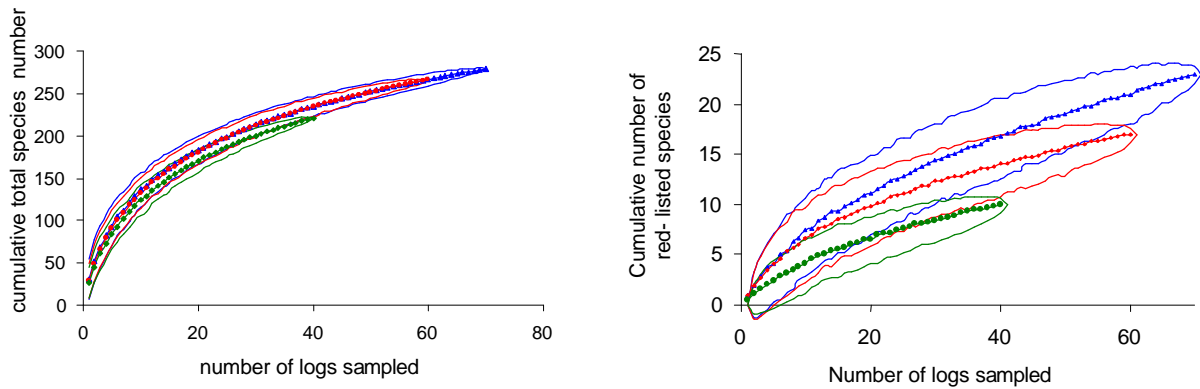 cumulative total species number
300
250
200
150
100
50
0
0 20 40 60 80
number of logs sampled
Cumulative number of
red- listed species
25
20
15
10
5
0
0 20 40 60
Number of logs sampled